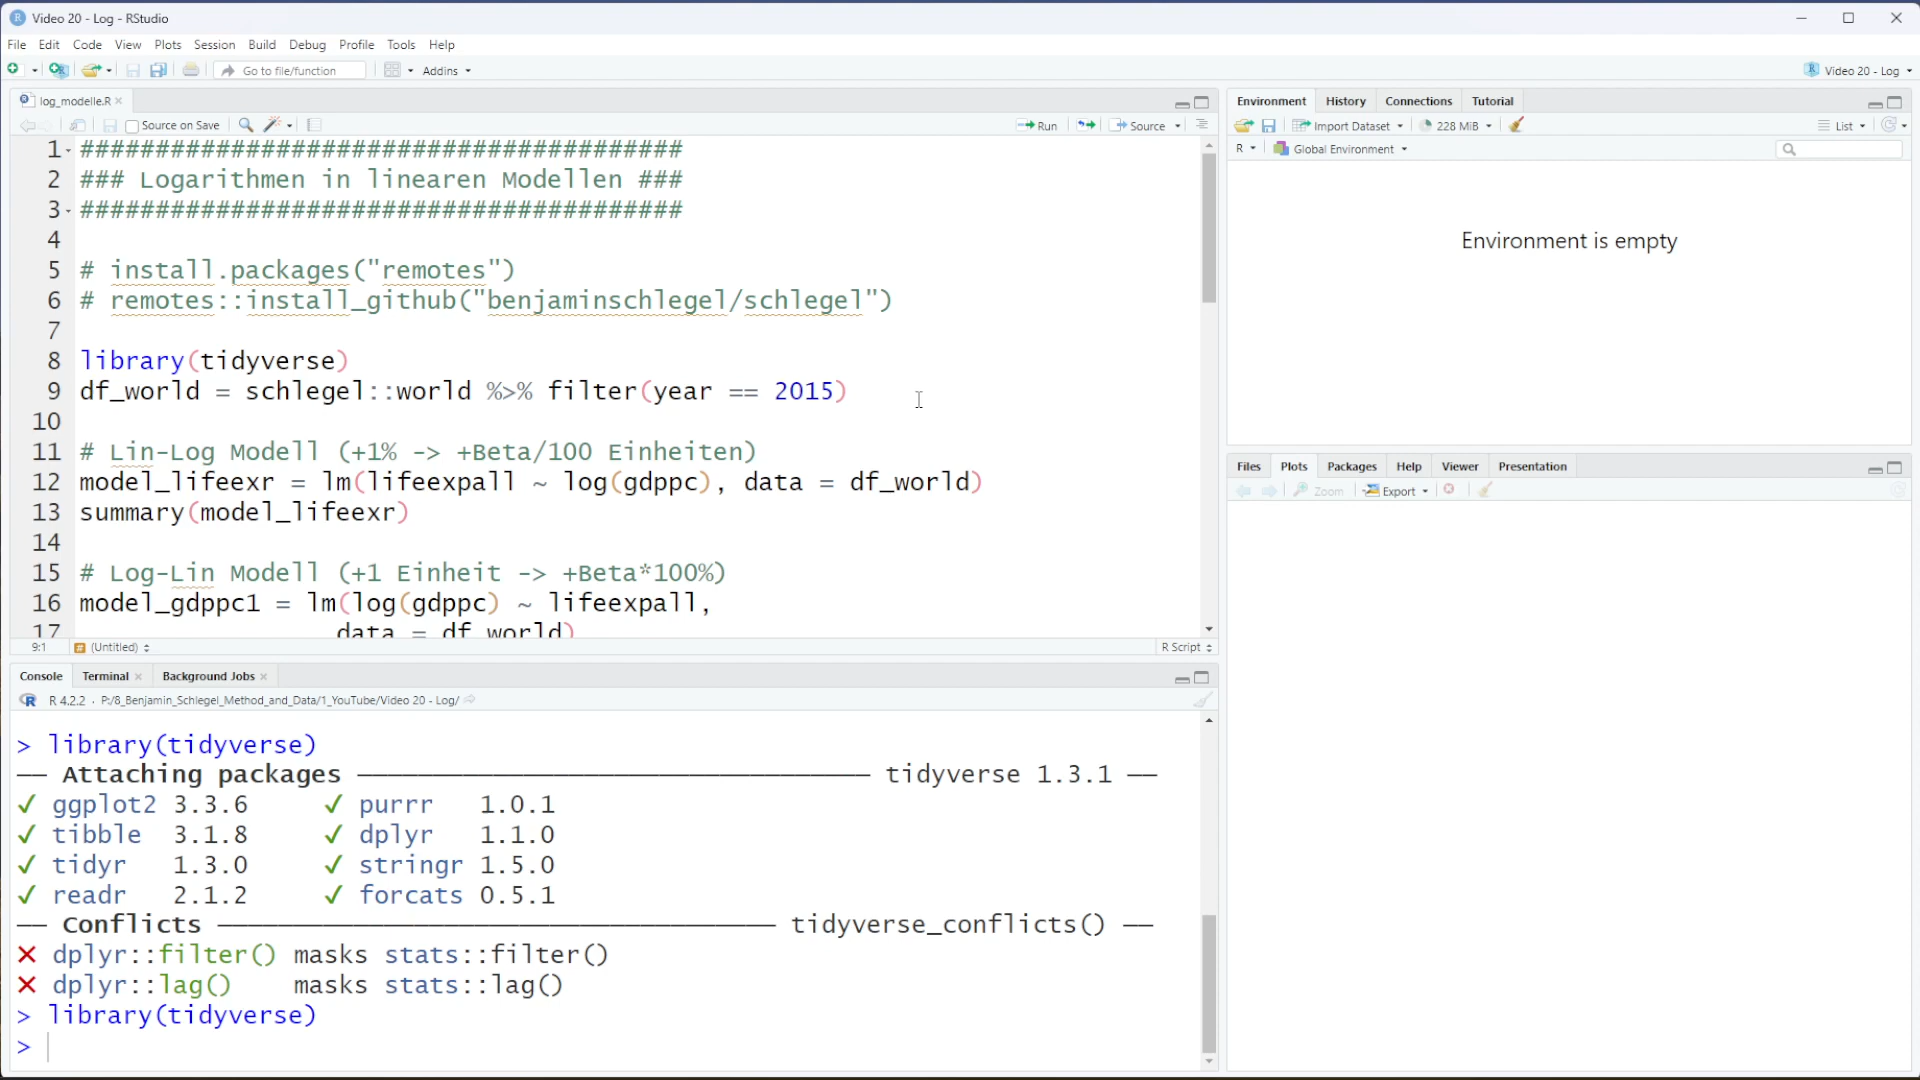 Video 20 - Log - RStudio
File Edit Code View Plots Session Build Debug Profile Tools Help
Go to file/function Addins Video 20 - Log
log_modelle.R
Source on Save Run Source
1 ########################################
2 ### Logarithmen in linearen Modellen ###
3 ########################################
4
5 # install.packages("remotes")
6 # remotes::install_github("benjaminschlegel/schlegel")
7
8 library(tidyverse)
9 df_world = schlegel::world %>% filter(year == 2015)
10
11 # Lin-Log Modell (+1% -> +Beta/100 Einheiten)
12 model_lifeexr = lm(lifeexpall ~ log(gdppc), data = df_world)
13 summary(model_lifeexr)
14
15 # Log-Lin Modell (+1 Einheit -> +Beta*100%)
16 model_gdppc1 = lm(log(gdppc) ~ lifeexpall,
17 data = df_world)
9:1 (Untitled) R Script
Console Terminal Background Jobs
R 4.2.2 · P:/8_Benjamin_Schlegel_Method_and_Data/1_YouTube/Video 20 - Log/
> library(tidyverse)
── Attaching packages ────────────────────────────────── tidyverse 1.3.1 ──
✓ ggplot2 3.3.6 ✓ purrr 1.0.1
✓ tibble 3.1.8 ✓ dplyr 1.1.0
✓ tidyr 1.3.0 ✓ stringr 1.5.0
✓ readr 2.1.2 ✓ forcats 0.5.1
── Conflicts ───────────────────────────────────── tidyverse_conflicts() ──
✕ dplyr::filter() masks stats::filter()
✕ dplyr::lag() masks stats::lag()
> library(tidyverse)
>
Environment History Connections Tutorial
Import Dataset 228 MiB List
R Global Environment
Environment is empty
Files Plots Packages Help Viewer Presentation
Zoom Export